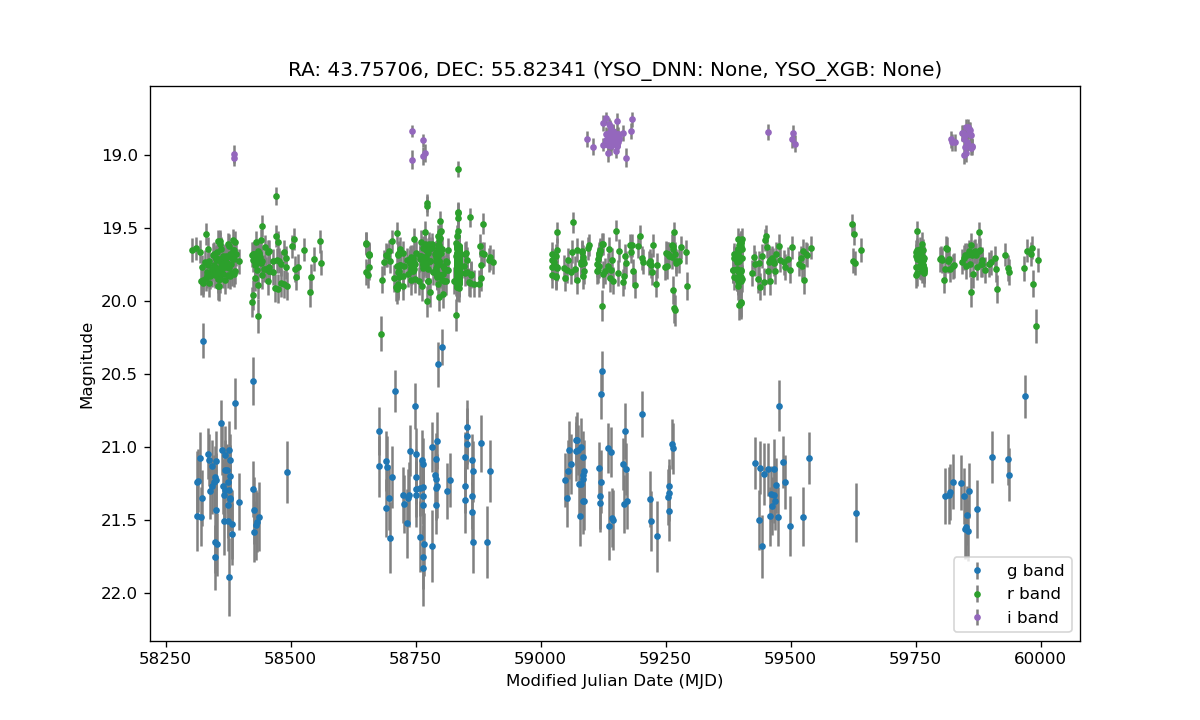 RA: 43.75706, DEC: 55.82341 (YSO_DNN: None, YSO_XGB: None)
Magnitude
19.0
19.5
20.0
20.5
21.0
21.5
22.0
g band
r band
i band
58250 58500 58750 59000 59250 59500 59750 60000
Modified Julian Date (MJD)